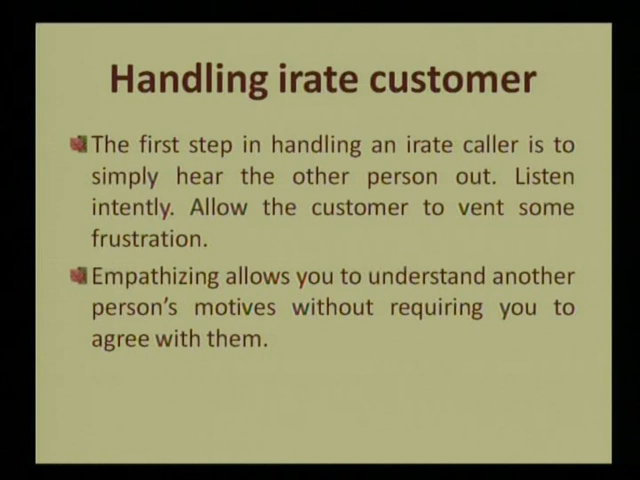 Handling irate customer
The first step in handling an irate caller is to
simply hear the other person out. Listen
intently. Allow the customer to vent some
frustration.
Empathizing allows you to understand another
person's motives without requiring you to
agree with them.